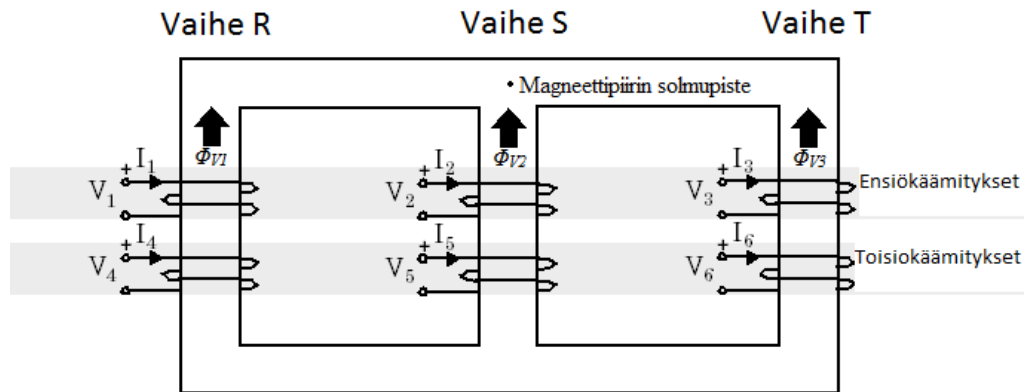 Vaihe R Vaihe S Vaihe T
• Magneettipiirin solmupiste
ΦV1 ΦV2 ΦV3
+ I1 + I2 + I3 Ensiökäämitykset
V1 V2 V3
+ I4 + I5 + I6 Toisiokäämitykset
V4 V5 V6